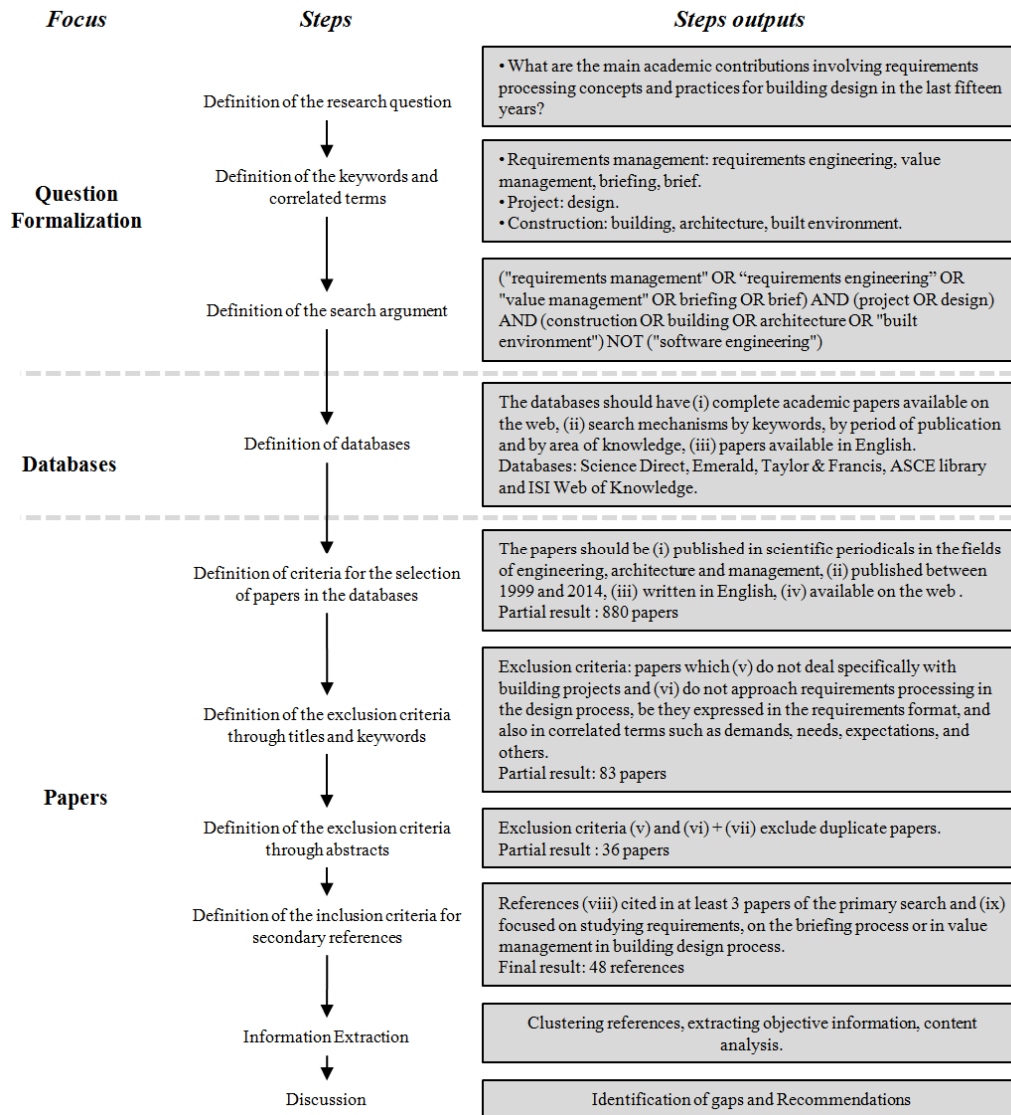 Focus
Steps
Steps outputs
Question
Formalization
Definition of the research question
• What are the main academic contributions involving requirements
processing concepts and practices for building design in the last fifteen
years?
Definition of the keywords and
correlated terms
• Requirements management: requirements engineering, value
management, briefing, brief.
• Project: design.
• Construction: building, architecture, built environment.
Definition of the search argument
("requirements management" OR “requirements engineering” OR
"value management" OR briefing OR brief) AND (project OR design)
AND (construction OR building OR architecture OR "built
environment") NOT ("software engineering")
Databases
Definition of databases
The databases should have (i) complete academic papers available on
the web, (ii) search mechanisms by keywords, by period of publication
and by area of knowledge, (iii) papers available in English.
Databases: Science Direct, Emerald, Taylor & Francis, ASCE library
and ISI Web of Knowledge.
Papers
Definition of criteria for the selection
of papers in the databases
The papers should be (i) published in scientific periodicals in the fields
of engineering, architecture and management, (ii) published between
1999 and 2014, (iii) written in English, (iv) available on the web .
Partial result : 880 papers
Definition of the exclusion criteria
through titles and keywords
Exclusion criteria: papers which (v) do not deal specifically with
building projects and (vi) do not approach requirements processing in
the design process, be they expressed in the requirements format, and
also in correlated terms such as demands, needs, expectations, and
others.
Partial result: 83 papers
Definition of the exclusion criteria
through abstracts
Exclusion criteria (v) and (vi) + (vii) exclude duplicate papers.
Partial result : 36 papers
Definition of the inclusion criteria for
secondary references
References (viii) cited in at least 3 papers of the primary search and (ix)
focused on studying requirements, on the briefing process or in value
management in building design process.
Final result: 48 references
Information Extraction
Clustering references, extracting objective information, content
analysis.
Discussion
Identification of gaps and Recommendations